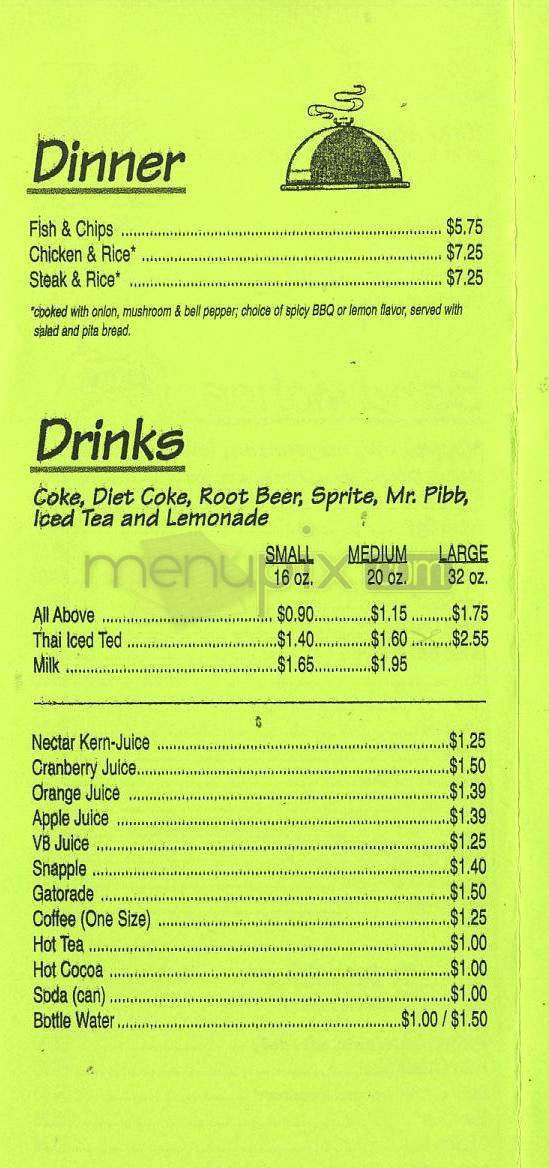 Dinner
Fish & Chips ........ $5.75
Chicken & Rice* ........ $7.25
Steak & Rice* ........ $7.25
*cooked with onion, mushroom & bell pepper; choice of spicy BBQ or lemon flavor, served with
salad and pita bread.
Drinks
Coke, Diet Coke, Root Beer, Sprite, Mr. Pibb,
Iced Tea and Lemonade
SMALL MEDIUM LARGE
menupix.com
16 oz. 20 oz. 32 oz.
All Above ........ $0.90........$1.15 ........$1.75
Thai Iced Ted ........$1.40........$1.60 ........$2.55
Milk ........$1.65........$1.95
Nectar Kern-Juice ........$1.25
Cranberry Juice........$1.50
Orange Juice ........$1.39
Apple Juice ........$1.39
V8 Juice ........$1.25
Snapple ........$1.40
Gatorade ........$1.50
Coffee (One Size) ........$1.25
Hot Tea ........$1.00
Hot Cocoa ........$1.00
Soda (can) ........$1.00
Bottle Water ........$1.00 / $1.50